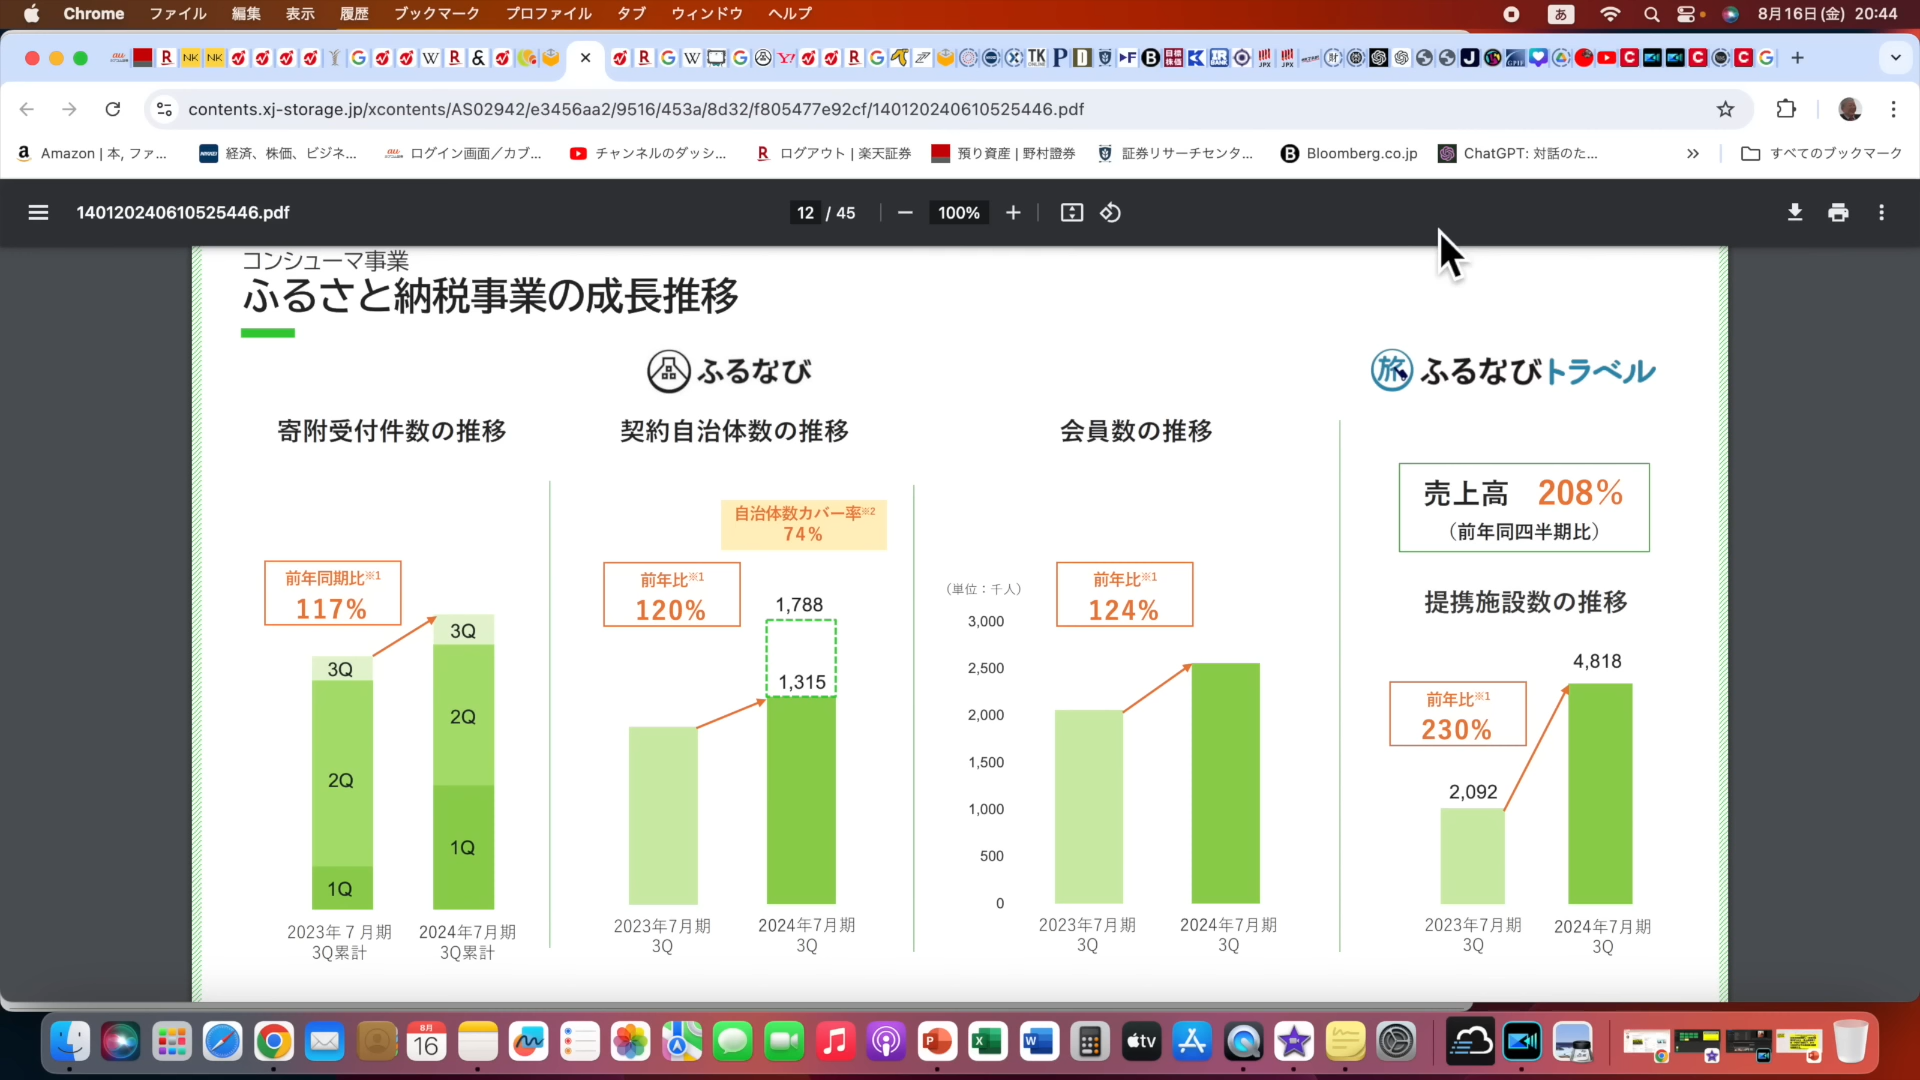 Chrome ファイル 編集 表示 履歴 ブックマーク プロファイル タブ ウィンドウ ヘルプ あ 8月16日(金) 20:44
contents.xj-storage.jp/xcontents/AS02942/e3456aa2/9516/453a/8d32/f805477e92cf/140120240610525446.pdf
Amazon | 本, ファ... 経済、株価、ビジネ... ログイン画面／カブ... チャンネルのダッシ... ログアウト | 楽天証券 預り資産 | 野村證券 証券リサーチセンタ... Bloomberg.co.jp ChatGPT: 対話のた... » すべてのブックマーク
140120240610525446.pdf 12 / 45 100%
コンシューマ事業
ふるさと納税事業の成長推移
ふるなび
旅 ふるなびトラベル
寄附受付件数の推移
前年同期比※1
117%
3Q
2Q
1Q
3Q
2Q
1Q
2023年７月期
3Q累計
2024年7月期
3Q累計
契約自治体数の推移
自治体数カバー率※2
74%
前年比※1
120%
1,788
1,315
2023年7月期
3Q
2024年7月期
3Q
会員数の推移
（単位：千人）
前年比※1
124%
3,000
2,500
2,000
1,500
1,000
500
0
2023年7月期
3Q
2024年7月期
3Q
売上高 208%
（前年同四半期比）
提携施設数の推移
前年比※1
230%
4,818
2,092
2023年7月期
3Q
2024年7月期
3Q
8月
16
tv